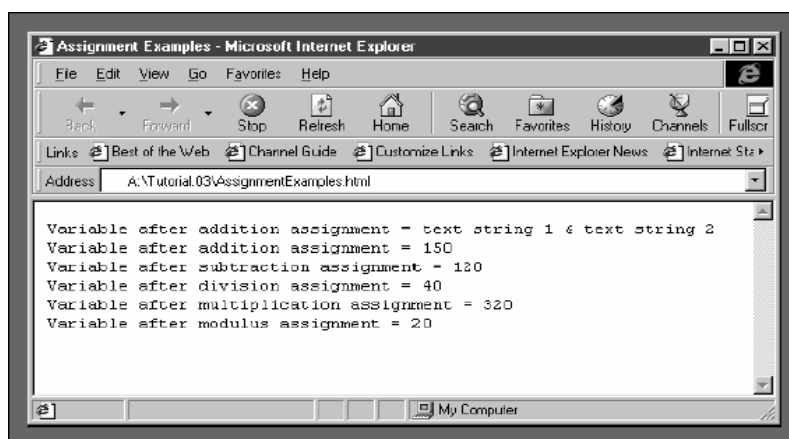 Assignment Examples - Microsoft Internet Explorer
File Edit View Go Favorites Help
Back Forward Stop Refresh Home Search Favorites History Channels Fullscr
Links Best of the Web Channel Guide Customize Links Internet Explorer News Internet Sta
Address A:\Tutorial.03\AssignmentExamples.html
Variable after addition assignment = text string 1 & text string 2
Variable after addition assignment = 150
Variable after subtraction assignment = 120
Variable after division assignment = 40
Variable after multiplication assignment = 320
Variable after modulus assignment = 20
My Computer